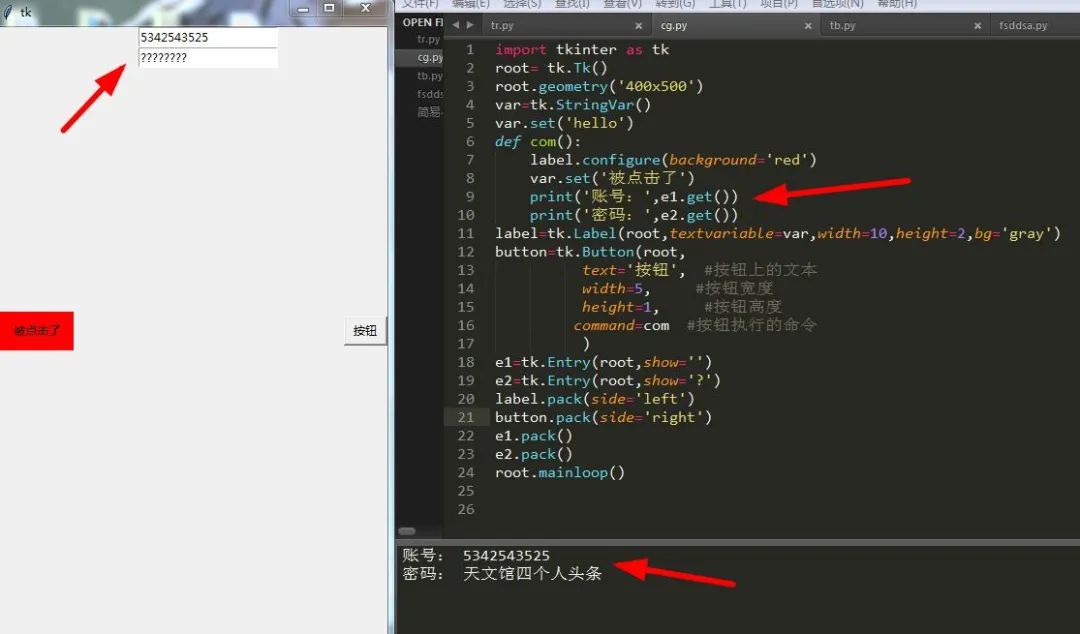 tk
5342543525
????????
被点击了
按钮
文件(F) 编辑(E) 选择(S) 查找(I) 查看(V) 转到(G) 工具(T) 项目(P) 首选项(N) 帮助(H)
OPEN FI
tr.py
cg.py
tb.py
fsdds
简易
tr.py × cg.py × tb.py × fsddsa.py
1 import tkinter as tk
2 root= tk.Tk()
3 root.geometry('400x500')
4 var=tk.StringVar()
5 var.set('hello')
6 def com():
7 label.configure(background='red')
8 var.set('被点击了')
9 print('账号：',e1.get())
10 print('密码：',e2.get())
11 label=tk.Label(root,textvariable=var,width=10,height=2,bg='gray')
12 button=tk.Button(root,
13 text='按钮', #按钮上的文本
14 width=5, #按钮宽度
15 height=1, #按钮高度
16 command=com #按钮执行的命令
17 )
18 e1=tk.Entry(root,show='')
19 e2=tk.Entry(root,show='?')
20 label.pack(side='left')
21 button.pack(side='right')
22 e1.pack()
23 e2.pack()
24 root.mainloop()
25
26
账号： 5342543525
密码： 天文馆四个人头条